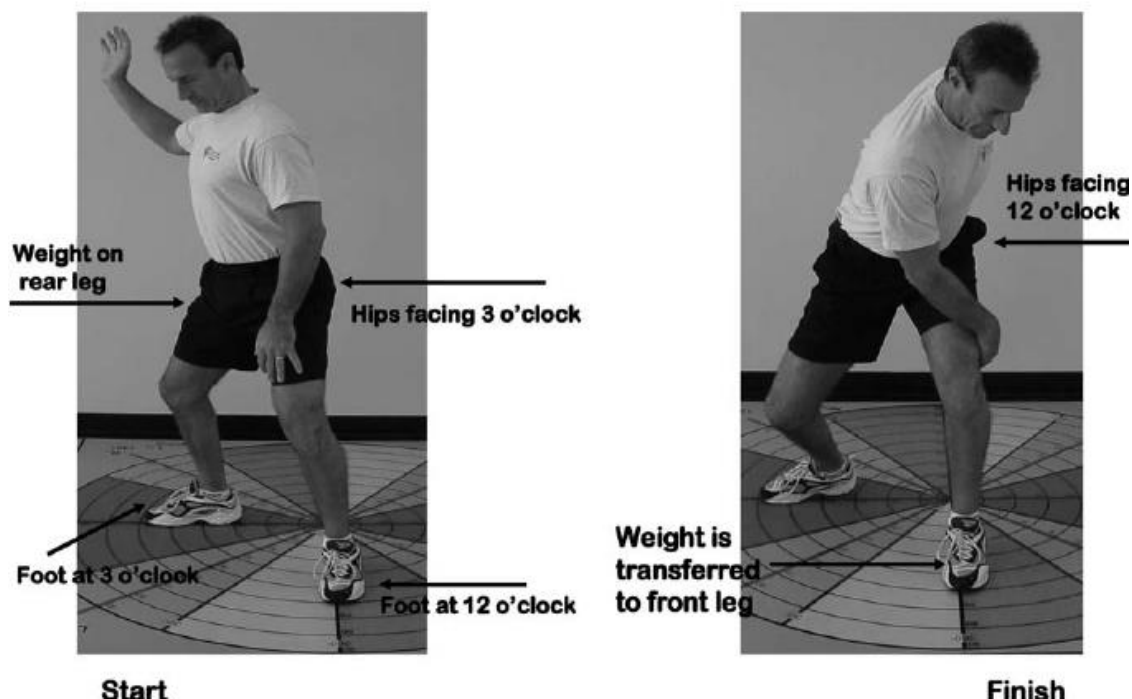 Weight on
rear leg
Hips facing 3 o'clock
Foot at 3 o'clock
Foot at 12 o'clock
Start
Hips facing
12 o'clock
Weight is
transferred
to front leg
Finish